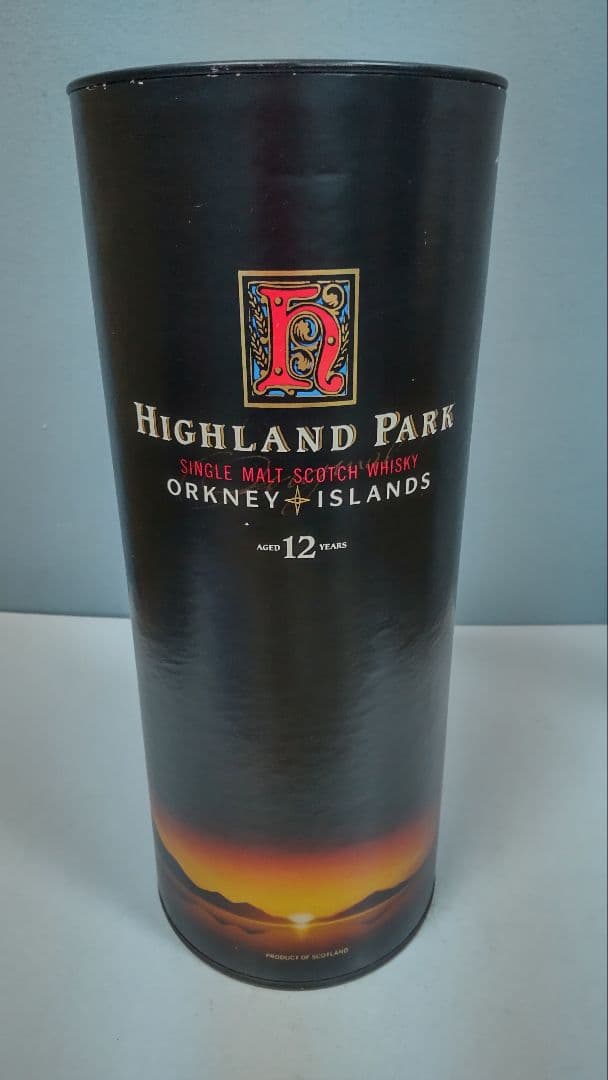 H
HIGHLAND PARK
SINGLE MALT SCOTCH WHISKY
ORKNEY ISLANDS
AGED 12 YEARS
PRODUCT OF SCOTLAND